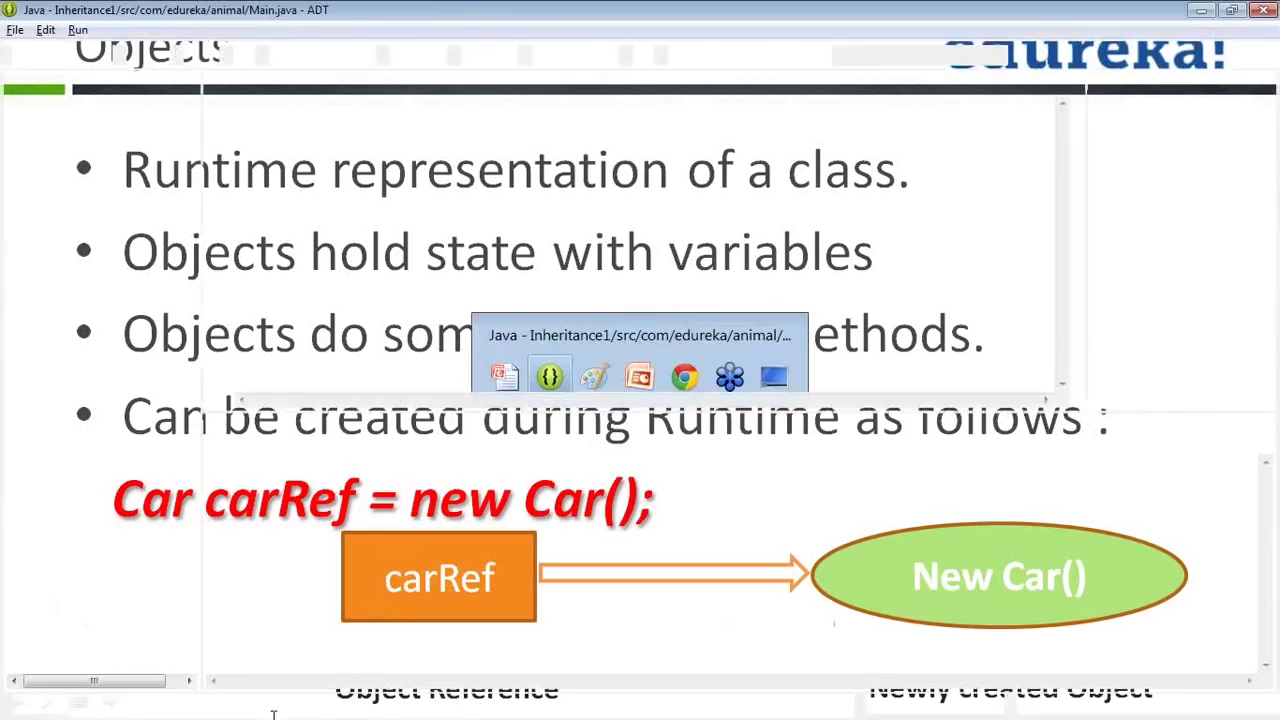 Java - Inheritance1/src/com/edureka/animal/Main.java - ADT
File Edit Run
Objects
edureka!
• Runtime representation of a class.
• Objects hold state with variables
• Objects do som ethods.
Java - Inheritance1/src/com/edureka/animal/...
• Can be created during Runtime as follows :
Car carRef = new Car();
carRef
New Car()
Object Reference
Newly created Object